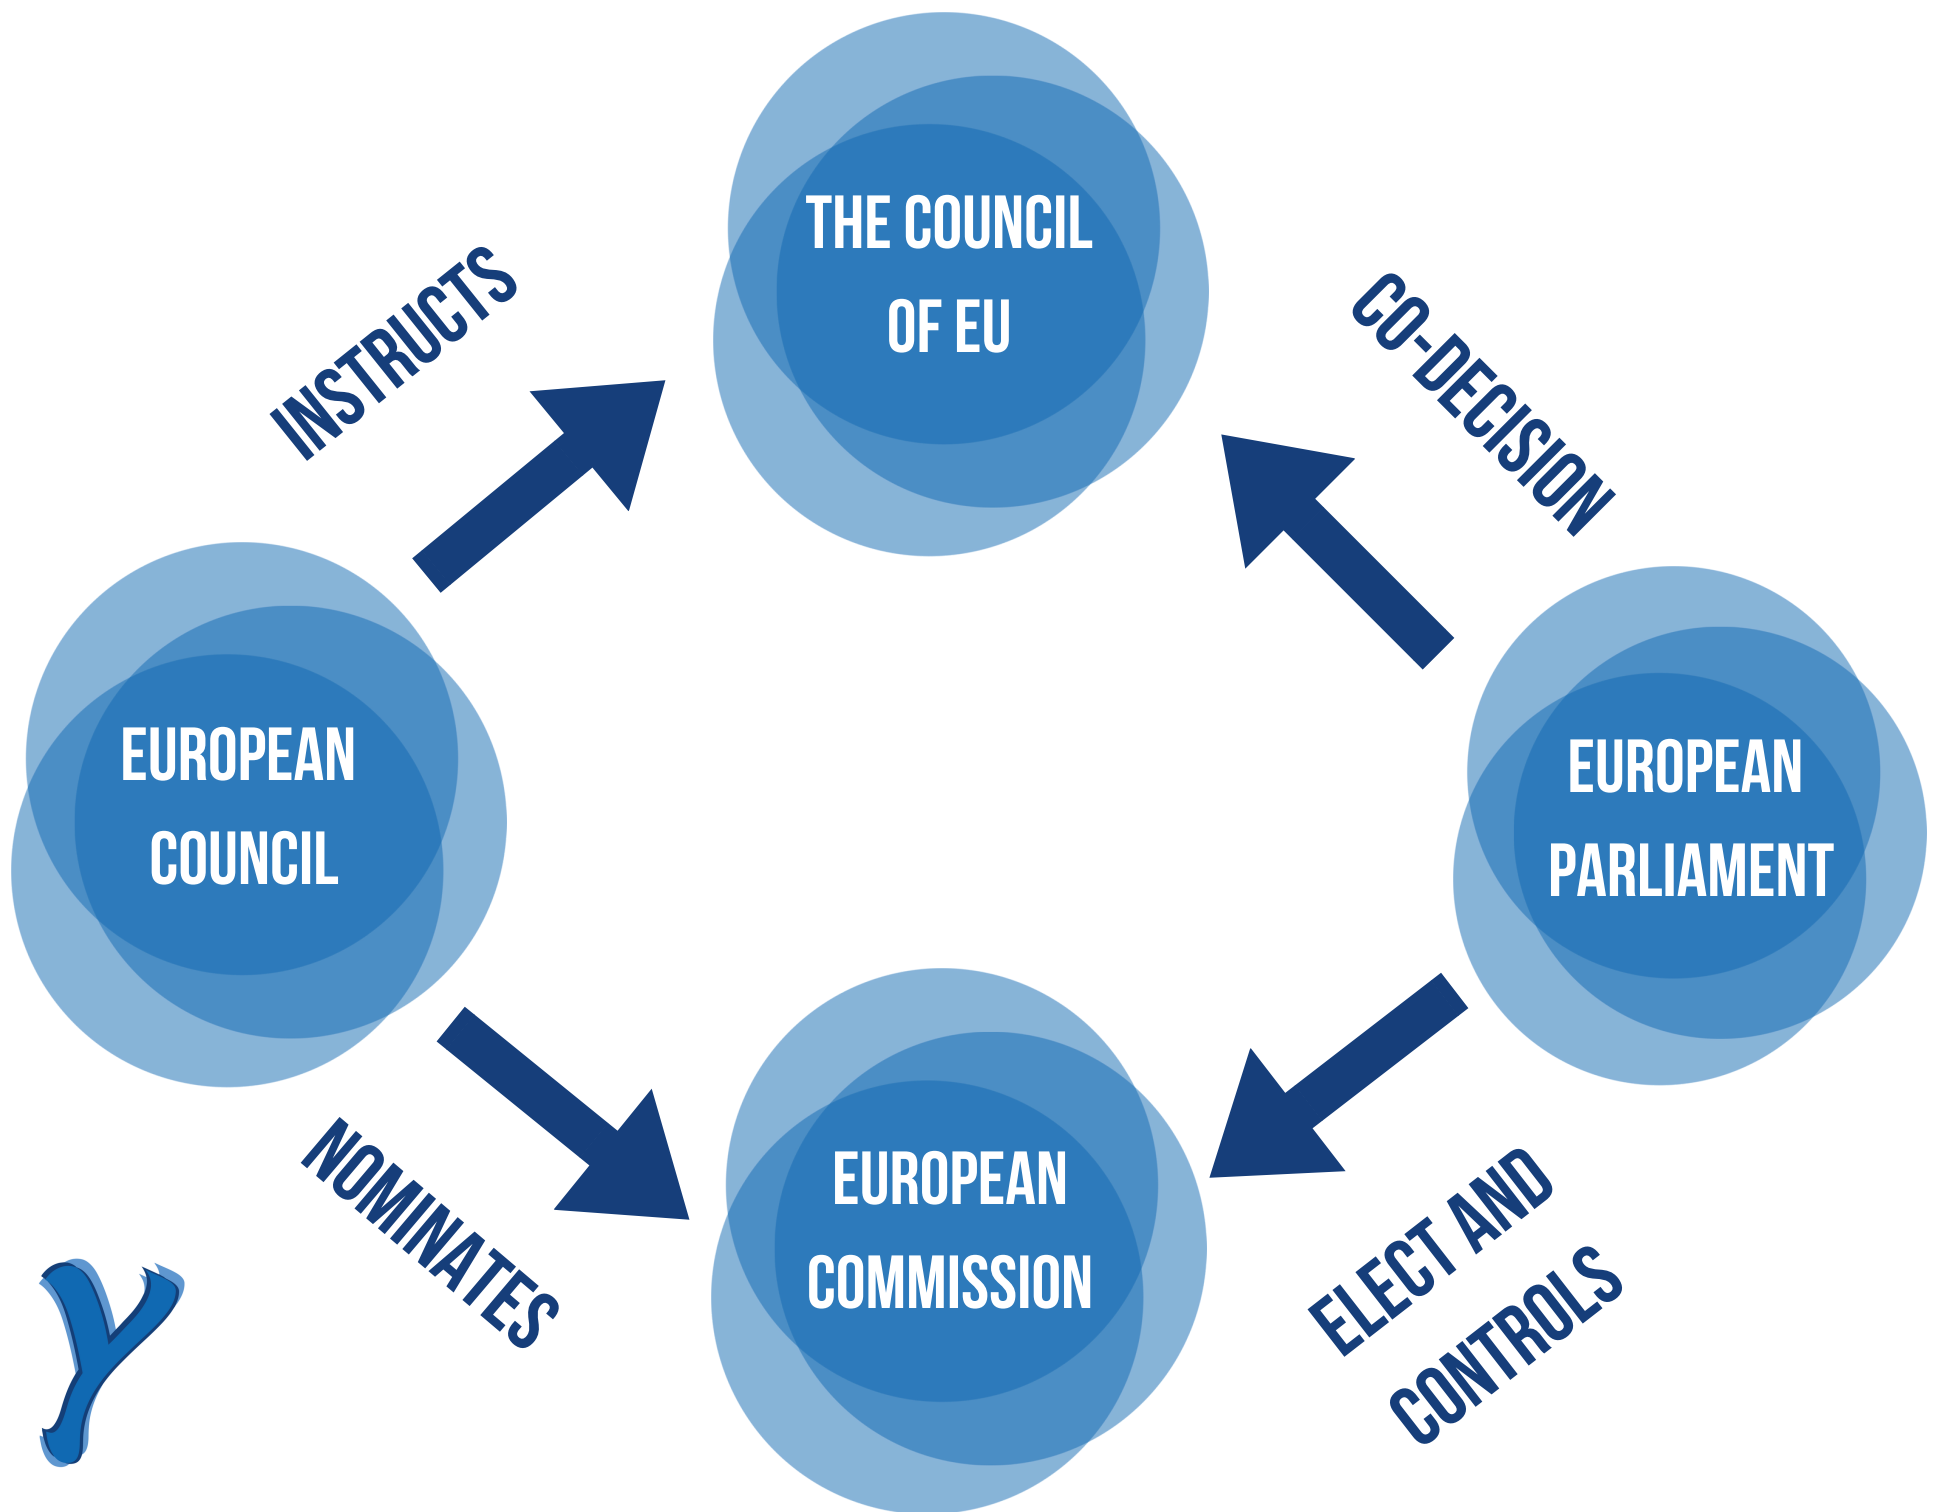 THE COUNCIL
OF EU
INSTRUCTS
CO-DECISION
EUROPEAN
COUNCIL
EUROPEAN
PARLIAMENT
EUROPEAN
COMMISSION
NOMINATES
ELECT AND
CONTROLS
Y